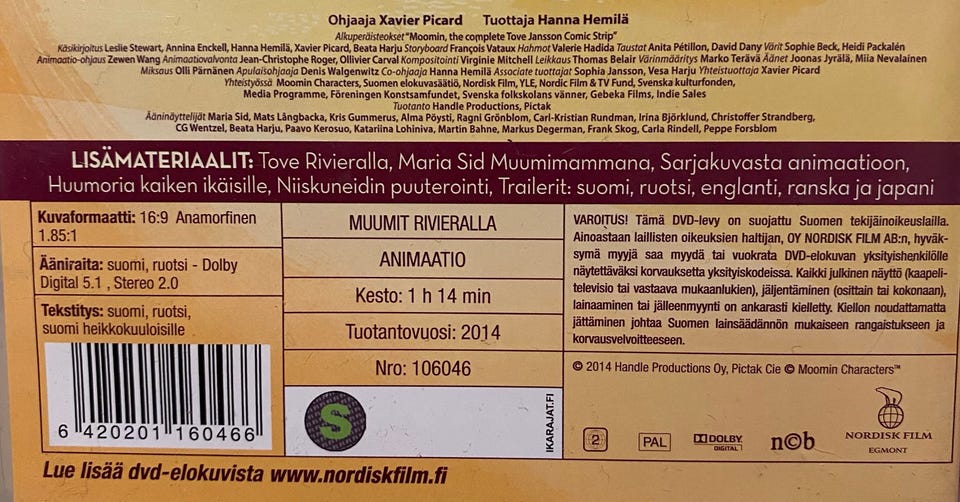 Ohjaaja Xavier Picard Tuottaja Hanna Hemilä
Alkuperäisteokset "Moomin, the complete Tove Jansson Comic Strip"
Käsikirjoitus Leslie Stewart, Annina Enckell, Hanna Hemilä, Xavier Picard, Beata Harju Storyboard François Vataux Hahmot Valerie Hadida Taustat Anita Pétillon, David Dany Värit Sophie Beck, Heidi Packalén
Animaatio-ohjaus Zewen Wang Animaatiovalvonta Jean-Christophe Roger, Ollivier Carval Kompositointi Virginie Mitchell Leikkaus Thomas Belair Värinmääritys Marko Terävä Äänet Joonas Jyrälä, Miia Nevalainen
Miksaus Olli Pärnänen Apulaisohjaaja Denis Walgenwitz Co-ohjaaja Hanna Hemilä Associate tuottajat Sophia Jansson, Vesa Harju Yhteistuottaja Xavier Picard
Yhteistyössä Moomin Characters, Suomen elokuvasäätiö, Nordisk Film, YLE, Nordic Film & TV Fund, Svenska kulturfonden,
Media Programme, Föreningen Konstsamfundet, Svenska folkskolans vänner, Gebeka Films, Indie Sales
Tuotanto Handle Productions, Pictak
Ääninäyttelijät Maria Sid, Mats Långbacka, Kris Gummerus, Alma Pöysti, Ragni Grönblom, Carl-Kristian Rundman, Irina Björklund, Christoffer Strandberg,
CG Wentzel, Beata Harju, Paavo Kerosuo, Katariina Lohiniva, Martin Bahne, Markus Degerman, Frank Skog, Carla Rindell, Peppe Forsblom
LISÄMATERIAALIT: Tove Rivieralla, Maria Sid Muumimammana, Sarjakuvasta animaatioon,
Huumoria kaiken ikäisille, Niiskuneidin puuterointi, Trailerit: suomi, ruotsi, englanti, ranska ja japani
Kuvaformaatti: 16:9 Anamorfinen
1.85:1
Ääniraita: suomi, ruotsi - Dolby
Digital 5.1 , Stereo 2.0
Tekstitys: suomi, ruotsi,
suomi heikkokuuloisille
6 420201 160466
MUUMIT RIVIERALLA
ANIMAATIO
Kesto: 1 h 14 min
Tuotantovuosi: 2014
Nro: 106046
S
IKARAJAT.FI
VAROITUS! Tämä DVD-levy on suojattu Suomen tekijäinoikeuslailla.
Ainoastaan laillisten oikeuksien haltijan, OY NORDISK FILM AB:n, hyväk-
symä myyjä saa myydä tai vuokrata DVD-elokuvan yksityishenkilölle
näytettäväksi korvauksetta yksityiskodeissa. Kaikki julkinen näyttö (kaapeli-
televisio tai vastaava mukaanlukien), jäljentäminen (osittain tai kokonaan),
lainaaminen tai jälleenmyynti on ankarasti kielletty. Kiellon noudattamatta
jättäminen johtaa Suomen lainsäädännön mukaiseen rangaistukseen ja
korvausvelvoitteeseen.
© 2014 Handle Productions Oy, Pictak Cie © Moomin Characters™
2
PAL
DOLBY
DIGITAL
n©b
NORDISK FILM
EGMONT
Lue lisää dvd-elokuvista www.nordiskfilm.fi